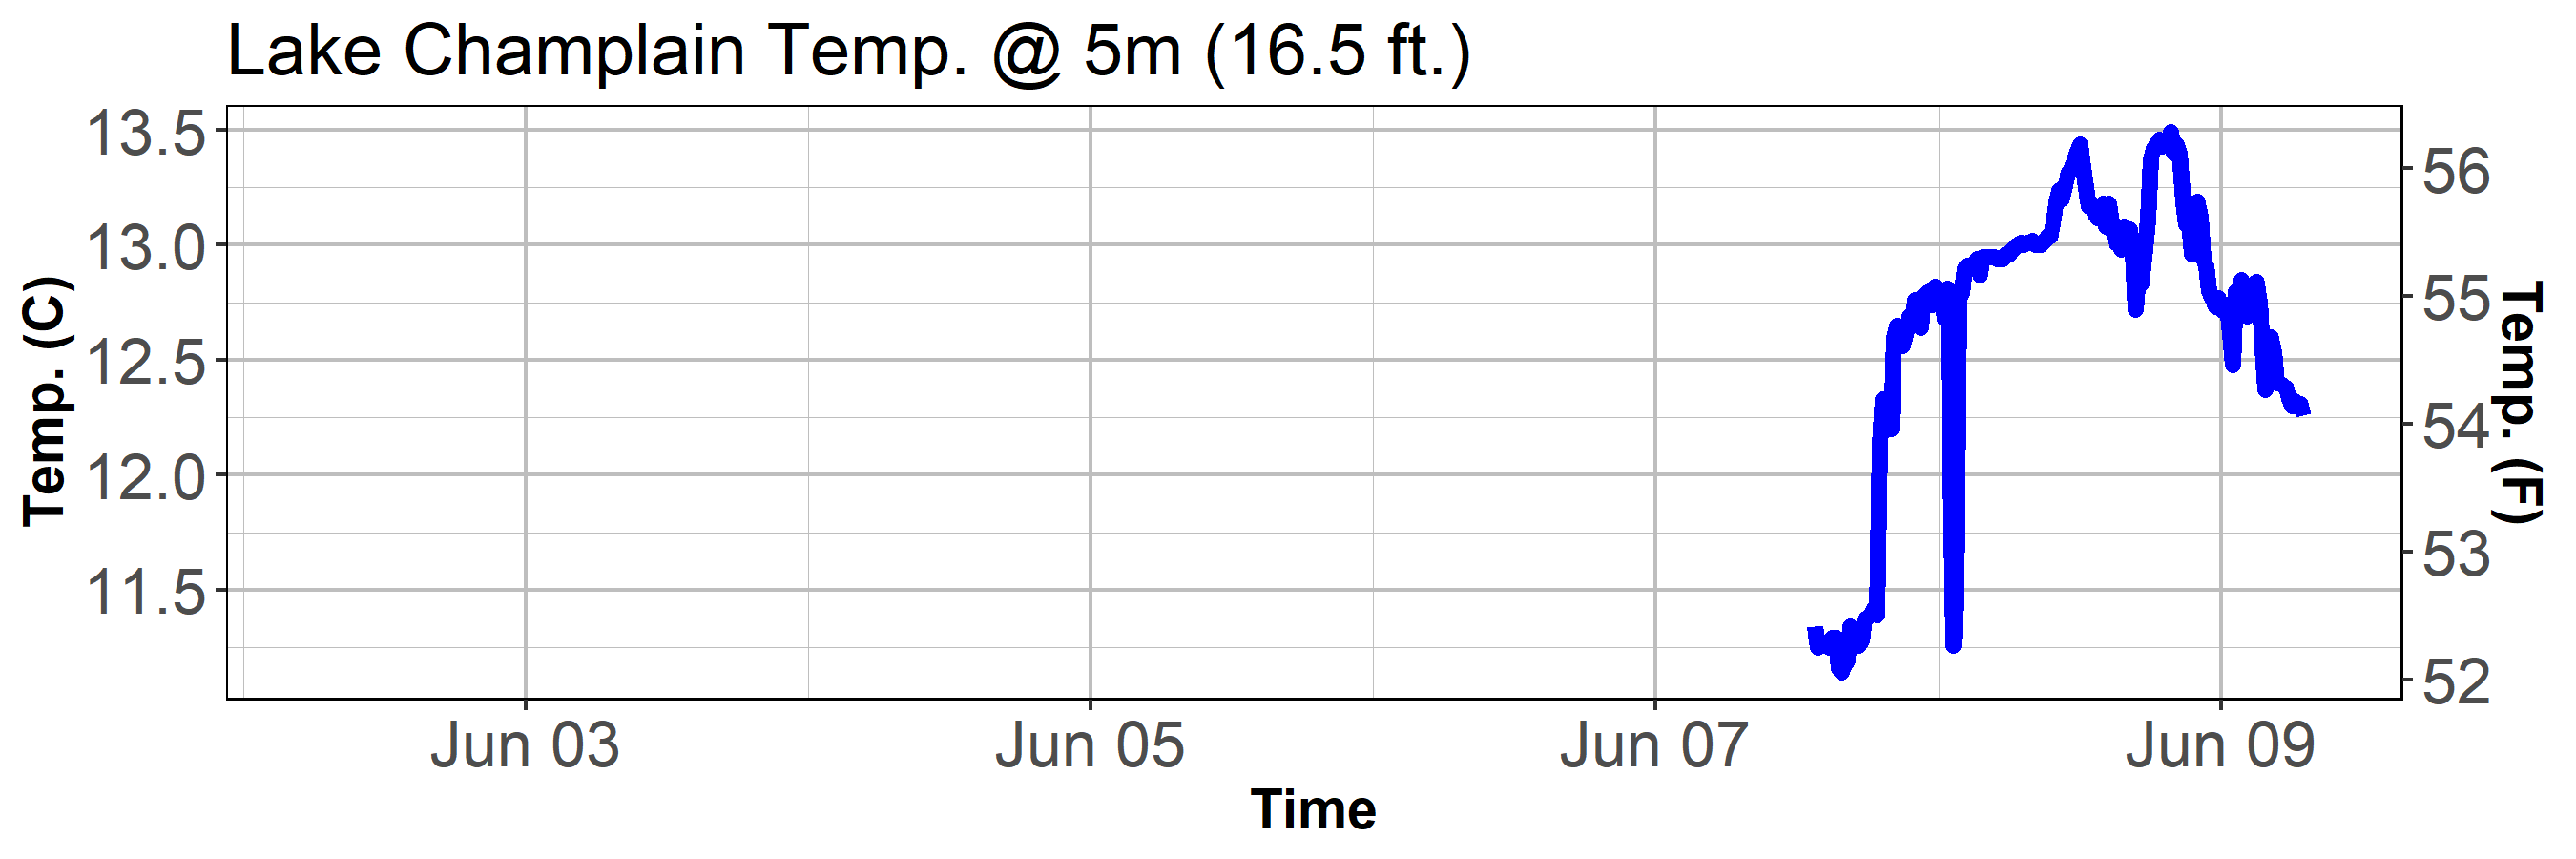 Lake Champlain Temp. @ 5m (16.5 ft.)
Temp. (C)
13.5
13.0
12.5
12.0
11.5
56
55
54
53
52
Temp. (F)
Jun 03 Jun 05 Jun 07 Jun 09
Time